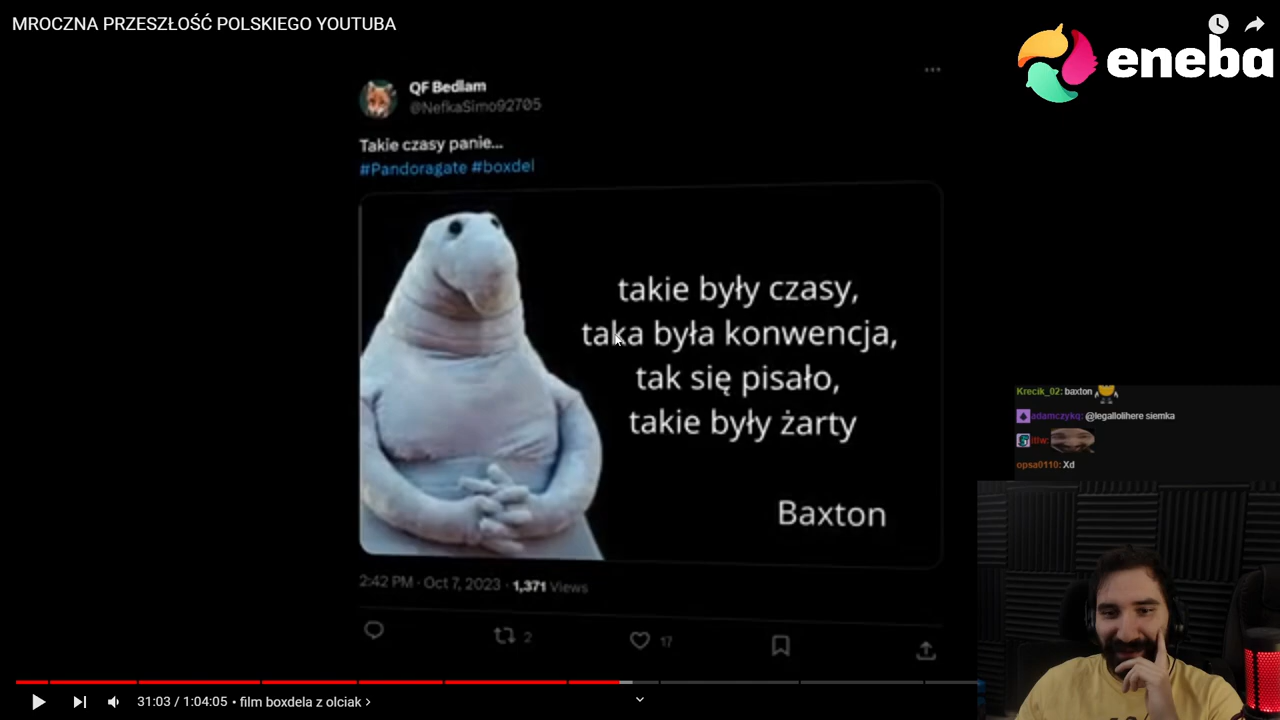 MROCZNA PRZESZŁOŚĆ POLSKIEGO YOUTUBA
eneba
QF Bedlam
@NefkaSimo92705
Takie czasy panie...
#Pandoragate #boxdel
takie były czasy,
taka była konwencja,
tak się pisało,
takie były żarty
Baxton
2:42 PM · Oct 7, 2023 · 1,371 Views
2
17
Krecik_02: baxton
adamczykq: @legallolihere siemka
opsa0110: Xd
31:03 / 1:04:05 • film boxdela z olciak